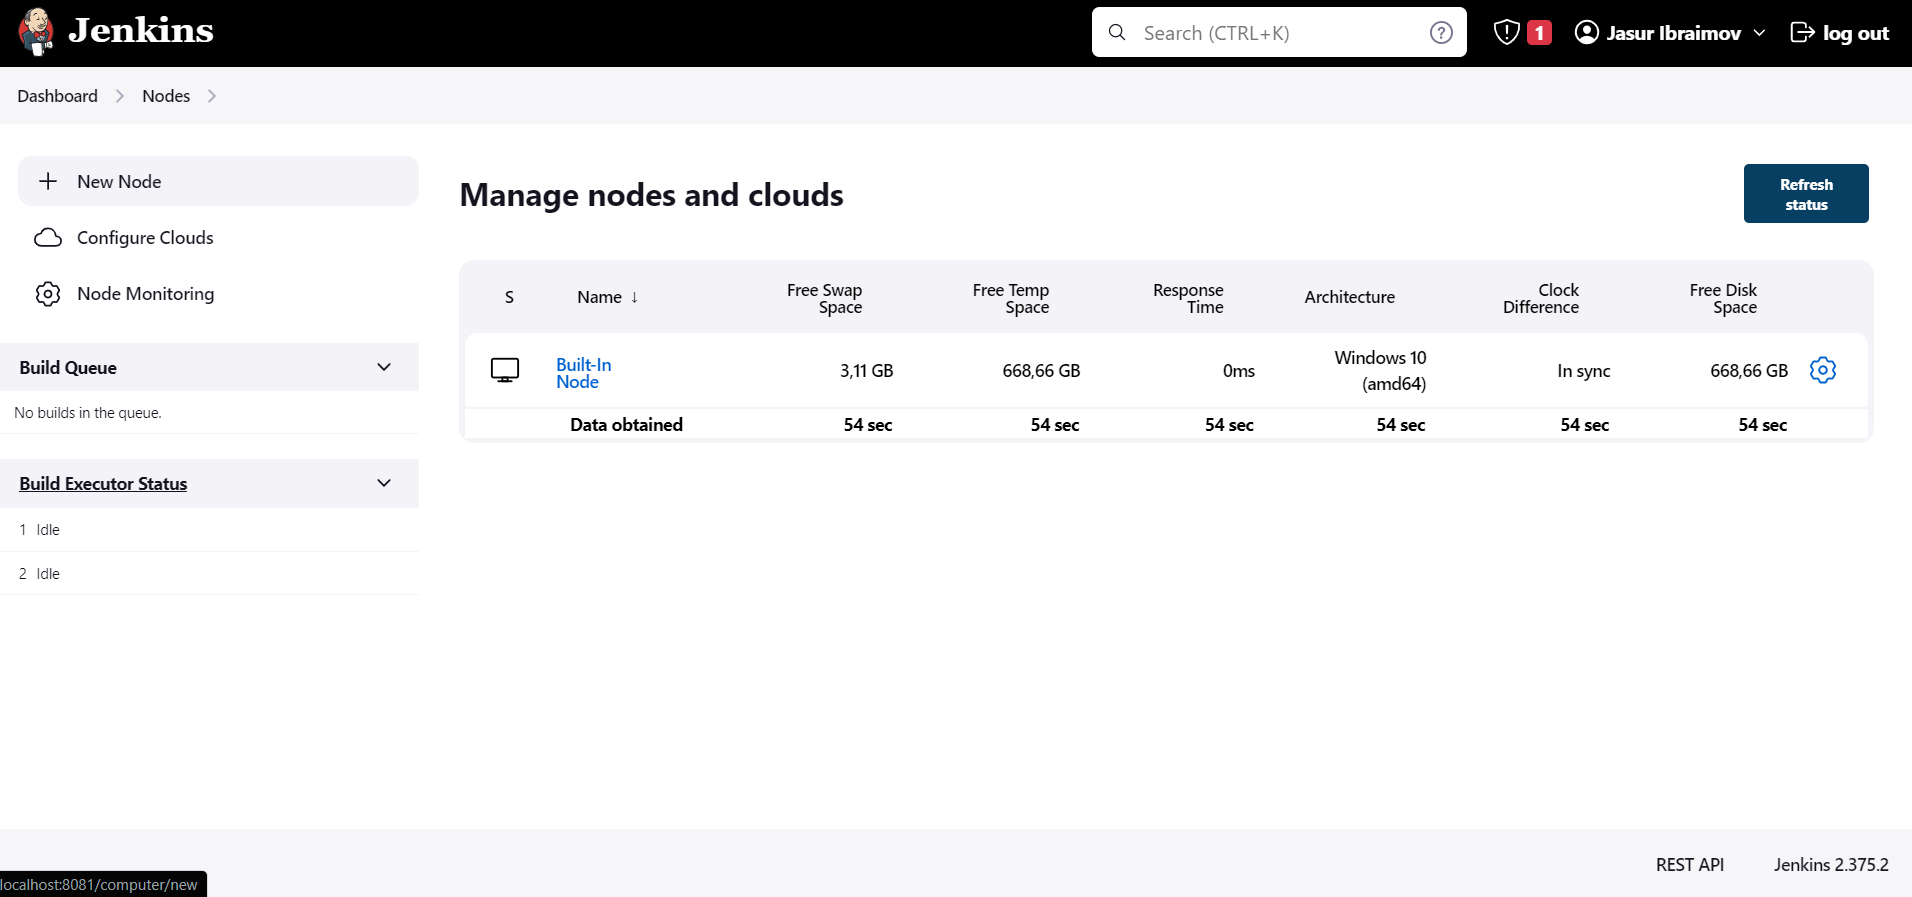 Jenkins
Search (CTRL+K)
1
Jasur Ibraimov
log out
Dashboard
Nodes
New Node
Configure Clouds
Node Monitoring
Build Queue
No builds in the queue.
Build Executor Status
1 Idle
2 Idle
Manage nodes and clouds
Refresh
status
S Name ↓ Free Swap Space Free Temp Space Response Time Architecture Clock Difference Free Disk Space
Built-In Node 3,11 GB 668,66 GB 0ms Windows 10 (amd64) In sync 668,66 GB
Data obtained 54 sec 54 sec 54 sec 54 sec 54 sec 54 sec
REST API
Jenkins 2.375.2
localhost:8081/computer/new